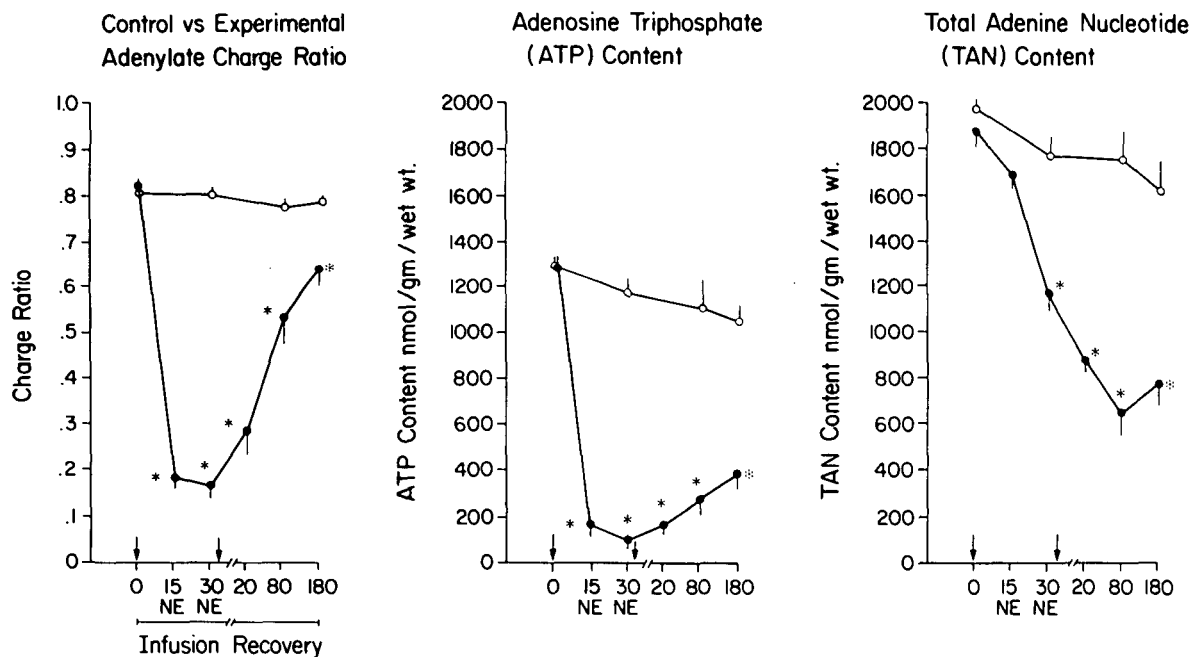 Control vs Experimental
Adenylate Charge Ratio
Charge Ratio
1.0
.9
.8
.7
.6
.5
.4
.3
.2
.1
0
*
*
*
*
*
0 15 30 20 80 180
NE NE
Infusion Recovery
Adenosine Triphosphate
(ATP) Content
ATP Content nmol/gm/wet wt.
2000
1800
1600
1400
1200
1000
800
600
400
200
0
*
*
*
*
*
0 15 30 20 80 180
NE NE
Total Adenine Nucleotide
(TAN) Content
TAN Content nmol/gm/wet wt.
2000
1800
1600
1400
1200
1000
800
600
400
200
0
*
*
*
*
0 15 30 20 80 180
NE NE